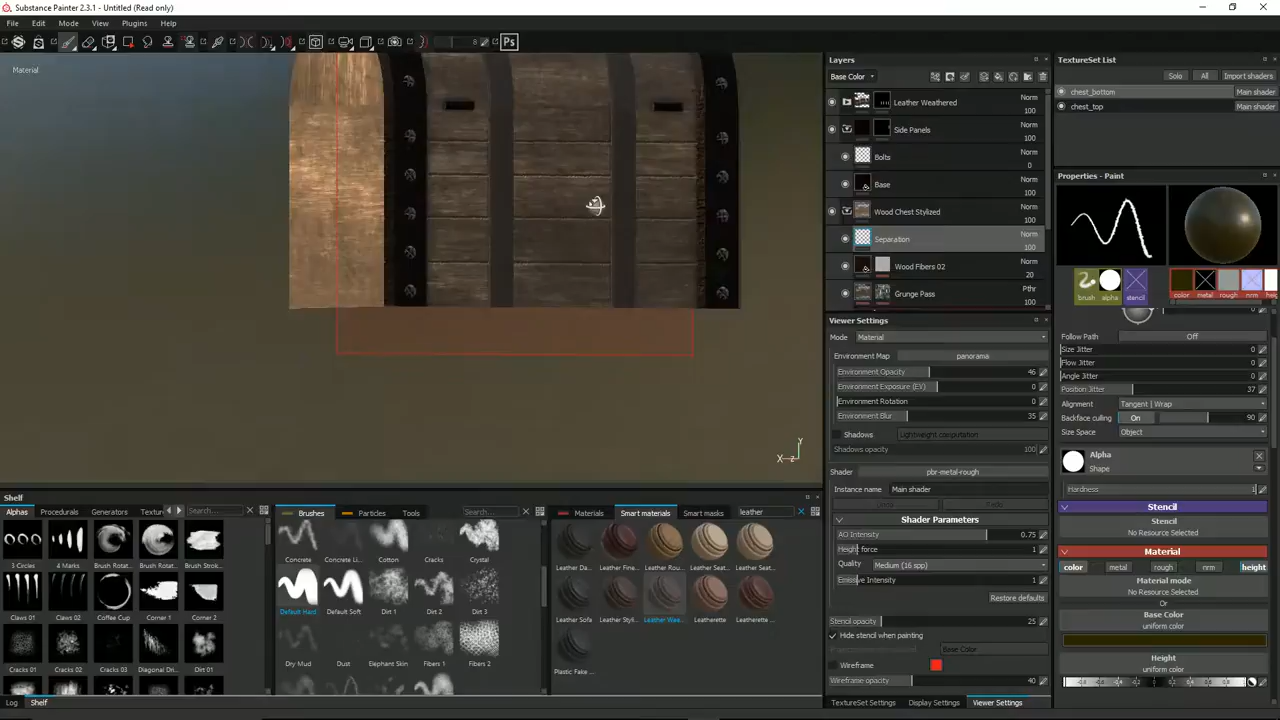 Substance Painter 2.3.1 - Untitled (Read only)
File Edit Mode View Plugins Help
8 Ps
Material
Layers
Base Color
Leather Weathered Norm 100
Side Panels Norm 100
Bolts Norm 0
Base Norm 100
Wood Chest Stylized Norm 100
Separation Norm 100
Wood Fibers 02 Norm 20
Grunge Pass Pthr 100
Viewer Settings
Mode Material
Environment Map panorama
Environment Opacity 46
Environment Exposure (EV) 0
Environment Rotation 0
Environment Blur 35
Shadows Lightweight computation
Shadows opacity 100
Shader pbr-metal-rough
Instance name Main shader
Shader Parameters
AO Intensity 0.75
Height force 1
Quality Medium (16 spp)
Emissive Intensity 1
Restore defaults
Stencil opacity 25
Hide stencil when painting
Base Color
Wireframe
Wireframe opacity 40
TextureSet Settings Display Settings Viewer Settings
TextureSet List
Solo All Import shaders
chest_bottom Main shader
chest_top Main shader
Properties - Paint
brush alpha stencil color metal rough nrm heig
0
Follow Path Off
Size Jitter 0
Flow Jitter 0
Angle Jitter 0
Position Jitter 37
Alignment Tangent | Wrap
Backface culling On 90
Size Space Object
Alpha
Shape
Hardness 1
Stencil
Stencil
No Resource Selected
Material
color metal rough nrm height
Material mode
No Resource Selected
Or
Base Color
uniform color
Height
uniform color
X Z Y
Shelf
Alphas Procedurals Generators Textur Search...
3 Circles 4 Marks Brush Rotat... Brush Rotat... Brush Strok...
Claws 01 Claws 02 Coffee Cup Corner 1 Corner 2
Cracks 01 Cracks 02 Cracks 03 Diagonal Dri... Dirt 01
Brushes Particles Tools Search...
Concrete Concrete Li... Cotton Cracks Crystal
Default Hard Default Soft Dirt 1 Dirt 2 Dirt 3
Dry Mud Dust Elephant Skin Fibers 1 Fibers 2
Materials Smart materials Smart masks leather
Leather Da... Leather Fina... Leather Rou... Leather Seat... Leather Seat...
Leather Sofa Leather Styli... Leather Wea... Leatherette Leatherette ...
Plastic Fake ...
Log Shelf